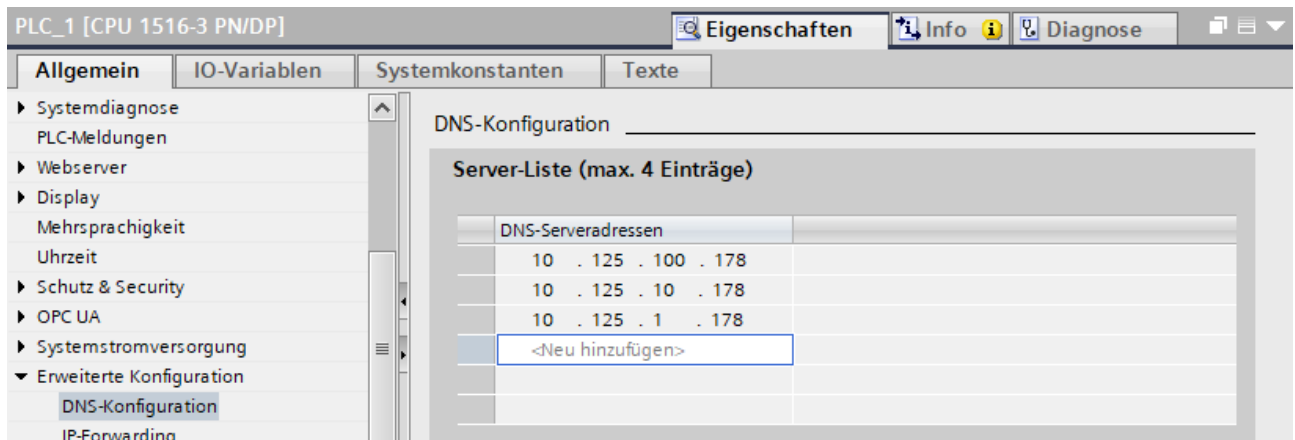 PLC_1 [CPU 1516-3 PN/DP]
Eigenschaften
Info
Diagnose
Allgemein
IO-Variablen
Systemkonstanten
Texte
Systemdiagnose
PLC-Meldungen
Webserver
Display
Mehrsprachigkeit
Uhrzeit
Schutz & Security
OPC UA
Systemstromversorgung
Erweiterte Konfiguration
DNS-Konfiguration
IP-Forwarding
DNS-Konfiguration
Server-Liste (max. 4 Einträge)
DNS-Serveradressen
10 . 125 . 100 . 178
10 . 125 . 10 . 178
10 . 125 . 1 . 178
<Neu hinzufügen>